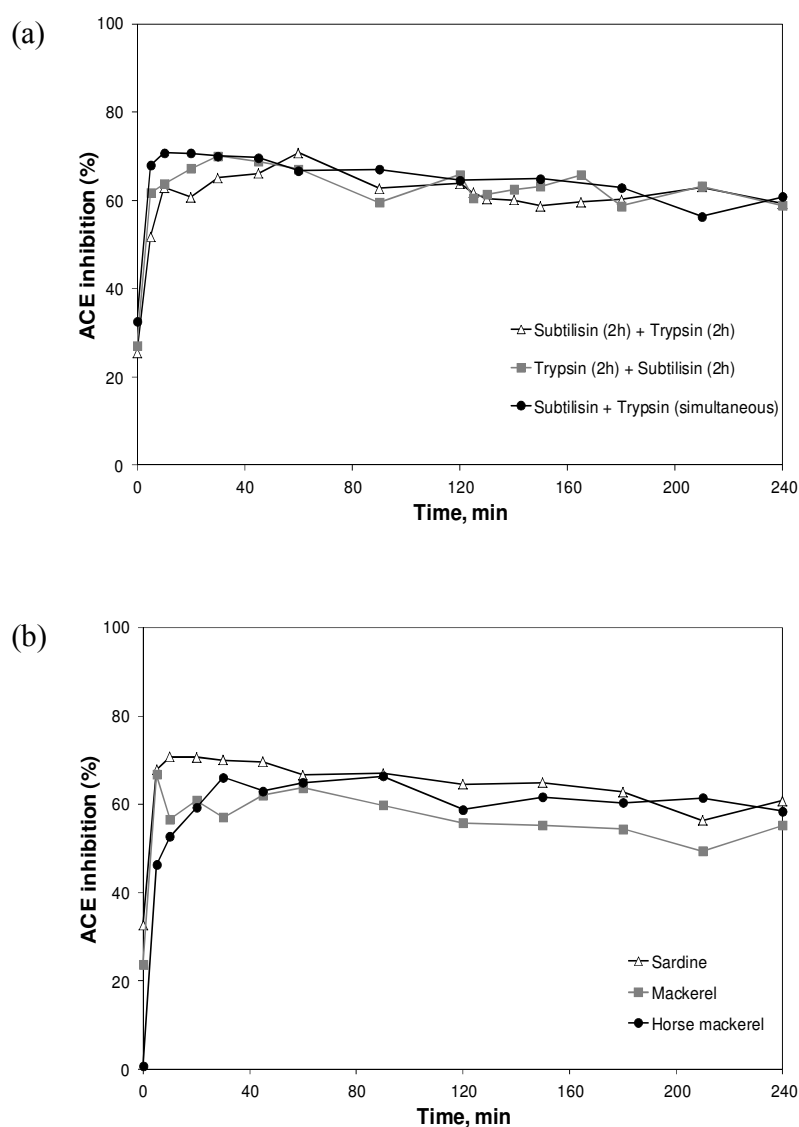 (a)
100
80
60
40
20
0
ACE inhibition (%)
Subtilisin (2h) + Trypsin (2h)
Trypsin (2h) + Subtilisin (2h)
Subtilisin + Trypsin (simultaneous)
0 40 80 120 160 200 240
Time, min
(b)
100
80
60
40
20
0
ACE inhibition (%)
Sardine
Mackerel
Horse mackerel
0 40 80 120 160 200 240
Time, min